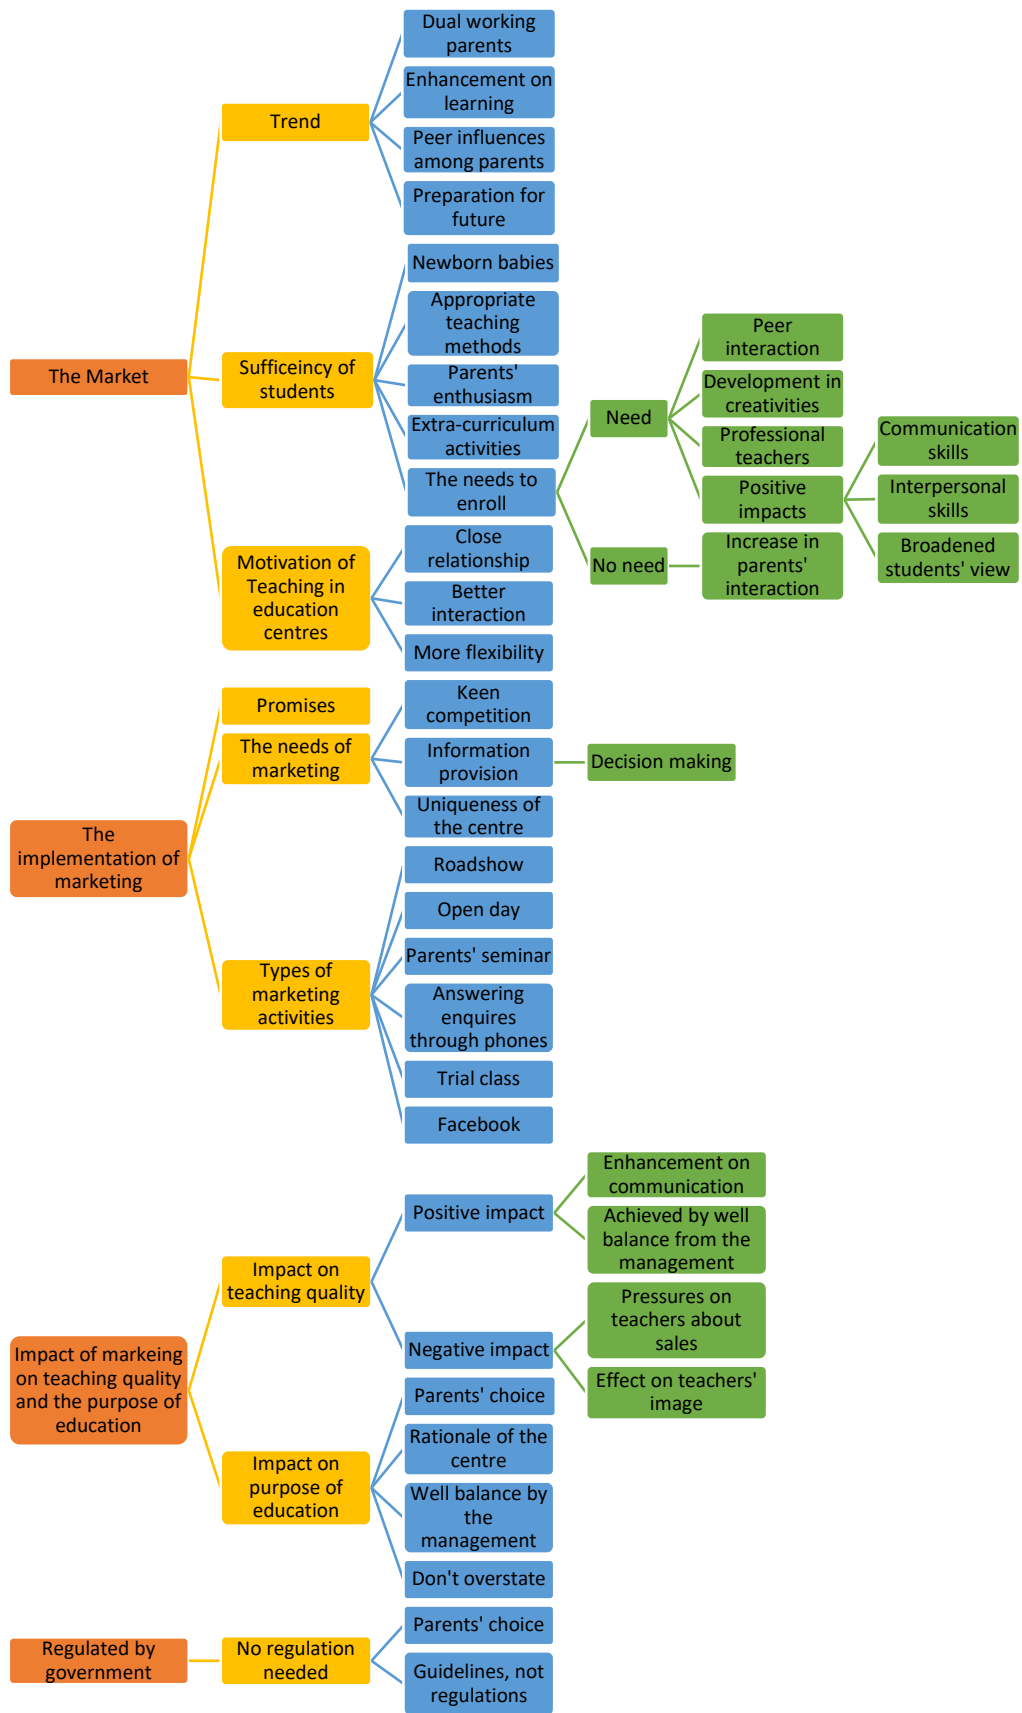 The Market
Trend
Dual working
parents
Enhancement on
learning
Peer influences
among parents
Preparation for
future
Sufficeincy of
students
Newborn babies
Appropriate
teaching
methods
Parents'
enthusiasm
Extra-curriculum
activities
The needs to
enroll
Need
Peer
interaction
Development in
creativities
Professional
teachers
Positive
impacts
Communication
skills
Interpersonal
skills
Broadened
students' view
No need
Increase in
parents'
interaction
Motivation of
Teaching in
education
centres
Close
relationship
Better
interaction
More flexibility
The
implementation of
marketing
Promises
The needs of
marketing
Keen
competition
Information
provision
Decision making
Uniqueness of
the centre
Types of
marketing
activities
Roadshow
Open day
Parents' seminar
Answering
enquires
through phones
Trial class
Facebook
Impact of markeing
on teaching quality
and the purpose of
education
Impact on
teaching quality
Positive impact
Enhancement on
communication
Achieved by well
balance from the
management
Negative impact
Pressures on
teachers about
sales
Effect on teachers'
image
Impact on
purpose of
education
Parents' choice
Rationale of the
centre
Well balance by
the
management
Don't overstate
Regulated by
government
No regulation
needed
Parents' choice
Guidelines, not
regulations